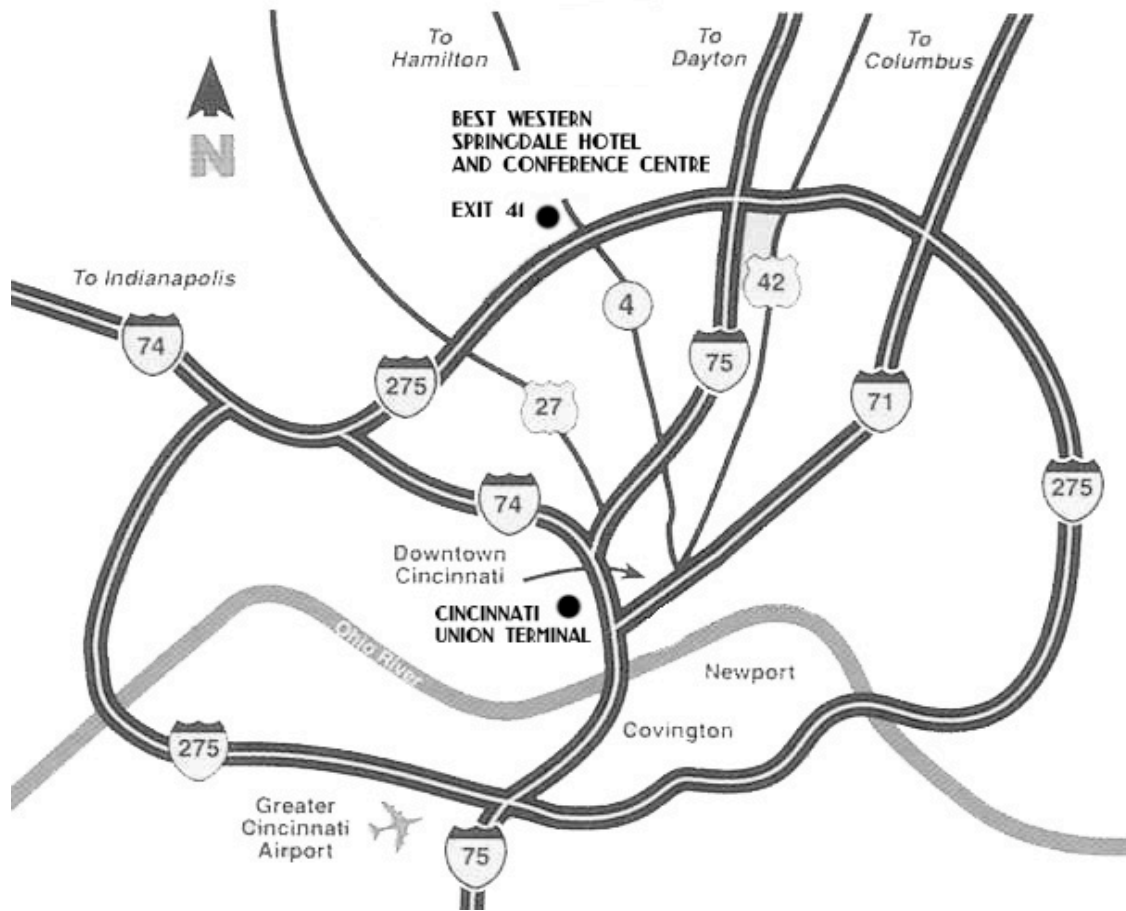 To
Hamilton
To
Dayton
To
Columbus
BEST WESTERN
SPRINGDALE HOTEL
AND CONFERENCE CENTRE
EXIT 41
N
To Indianapolis
74
275
4
42
75
27
71
74
275
Downtown
Cincinnati
CINCINNATI
UNION TERMINAL
Ohio River
Newport
Covington
275
Greater
Cincinnati
Airport
75